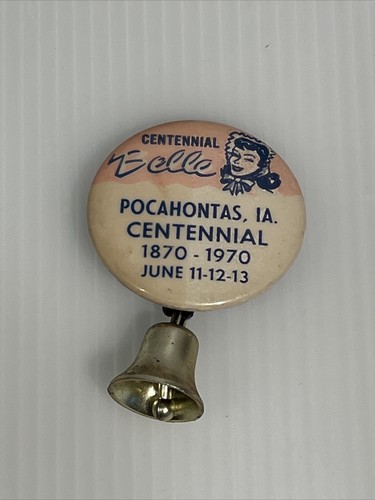 CENTENNIAL
Belle
POCAHONTAS, IA.
CENTENNIAL
1870 - 1970
JUNE 11-12-13